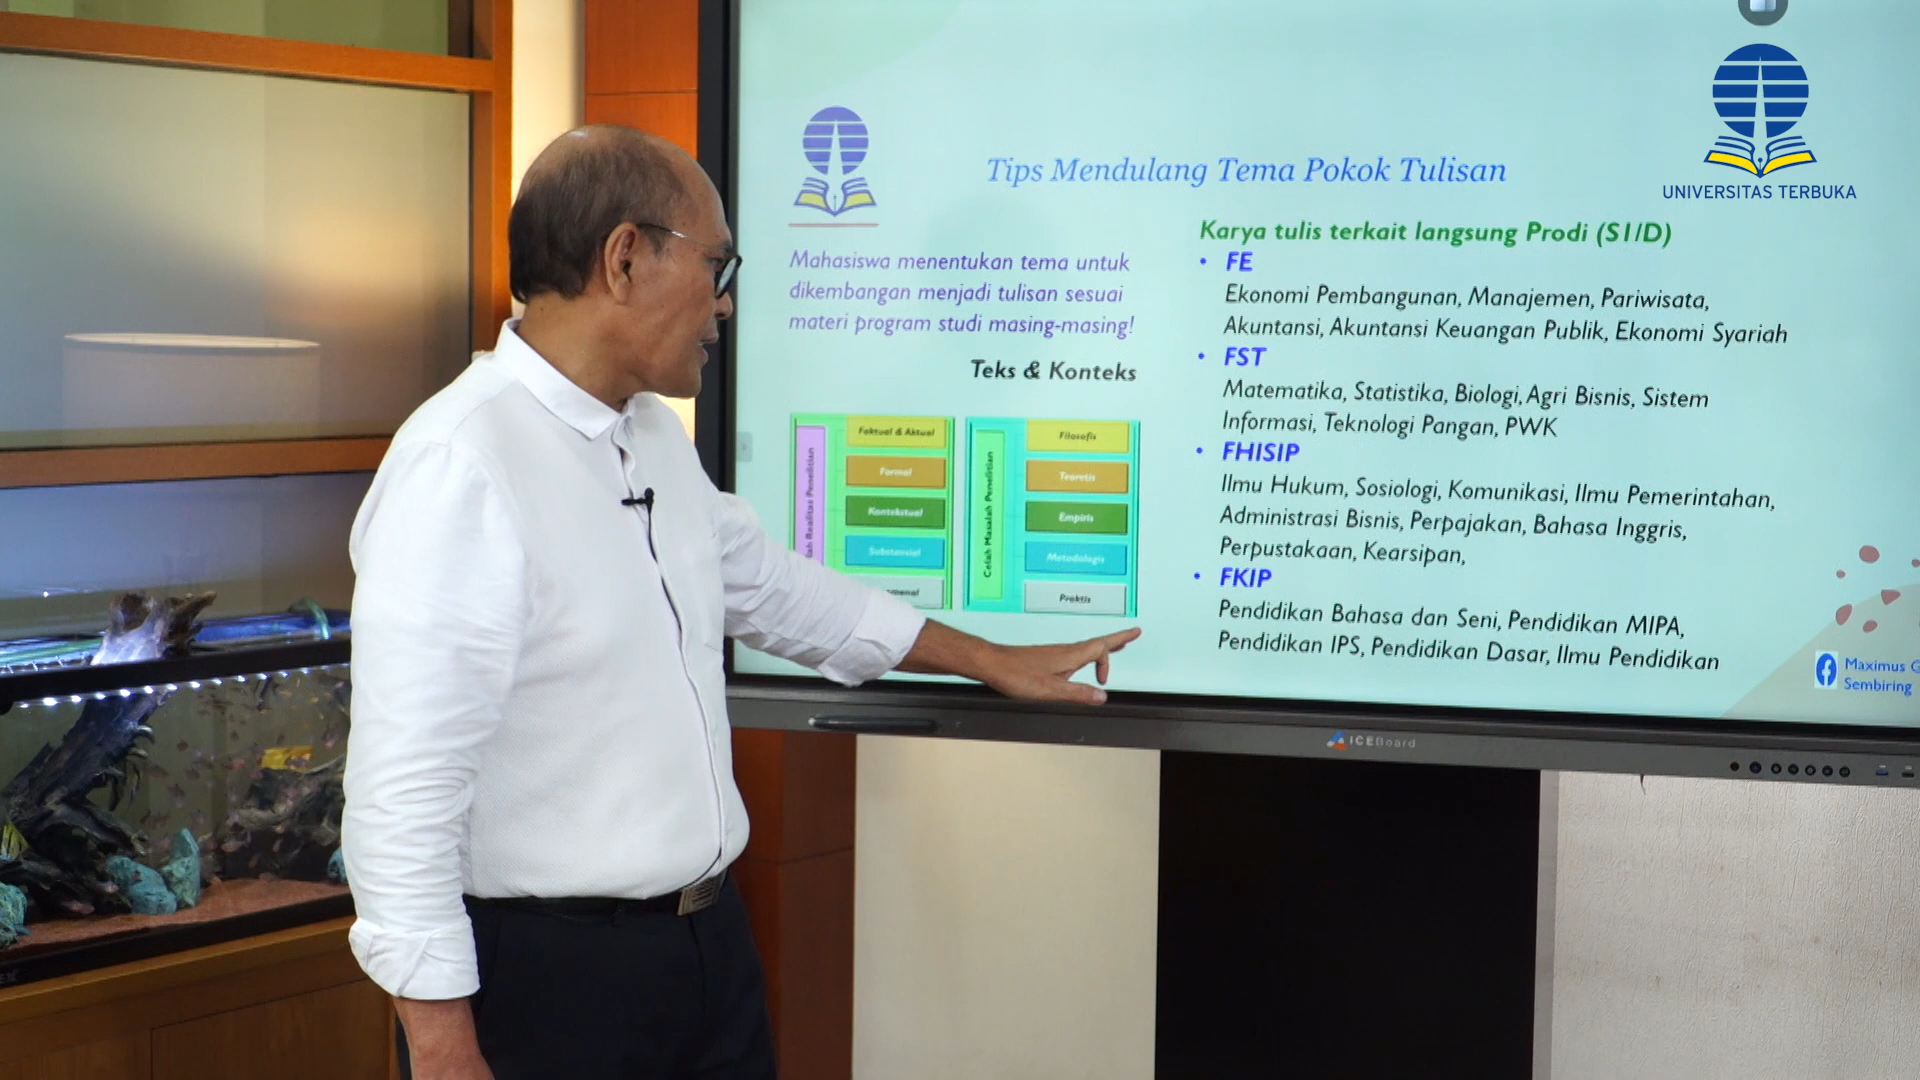 UNIVERSITAS TERBUKA
Tips Mendulang Tema Pokok Tulisan
Mahasiswa menentukan tema untuk
dikembangan menjadi tulisan sesuai
materi program studi masing-masing!
Teks & Konteks
Realitas Penelitian
Faktual & Aktual
Formal
Kontekstual
Substansial
Celah Masalah Penelitian
Filosofis
Teoretis
Empiris
Metodologis
Praktis
Karya tulis terkait langsung Prodi (S1/D)
• FE
Ekonomi Pembangunan, Manajemen, Pariwisata,
Akuntansi, Akuntansi Keuangan Publik, Ekonomi Syariah
• FST
Matematika, Statistika, Biologi, Agri Bisnis, Sistem
Informasi, Teknologi Pangan, PWK
• FHISIP
Ilmu Hukum, Sosiologi, Komunikasi, Ilmu Pemerintahan,
Administrasi Bisnis, Perpajakan, Bahasa Inggris,
Perpustakaan, Kearsipan,
• FKIP
Pendidikan Bahasa dan Seni, Pendidikan MIPA,
Pendidikan IPS, Pendidikan Dasar, Ilmu Pendidikan
Maximus G
Sembiring
ICEBoard